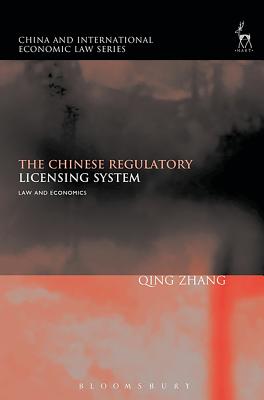 CHINA AND INTERNATIONAL
ECONOMIC LAW SERIES
HART
THE CHINESE REGULATORY
LICENSING SYSTEM
LAW AND ECONOMICS
QING ZHANG
BLOOMSBURY